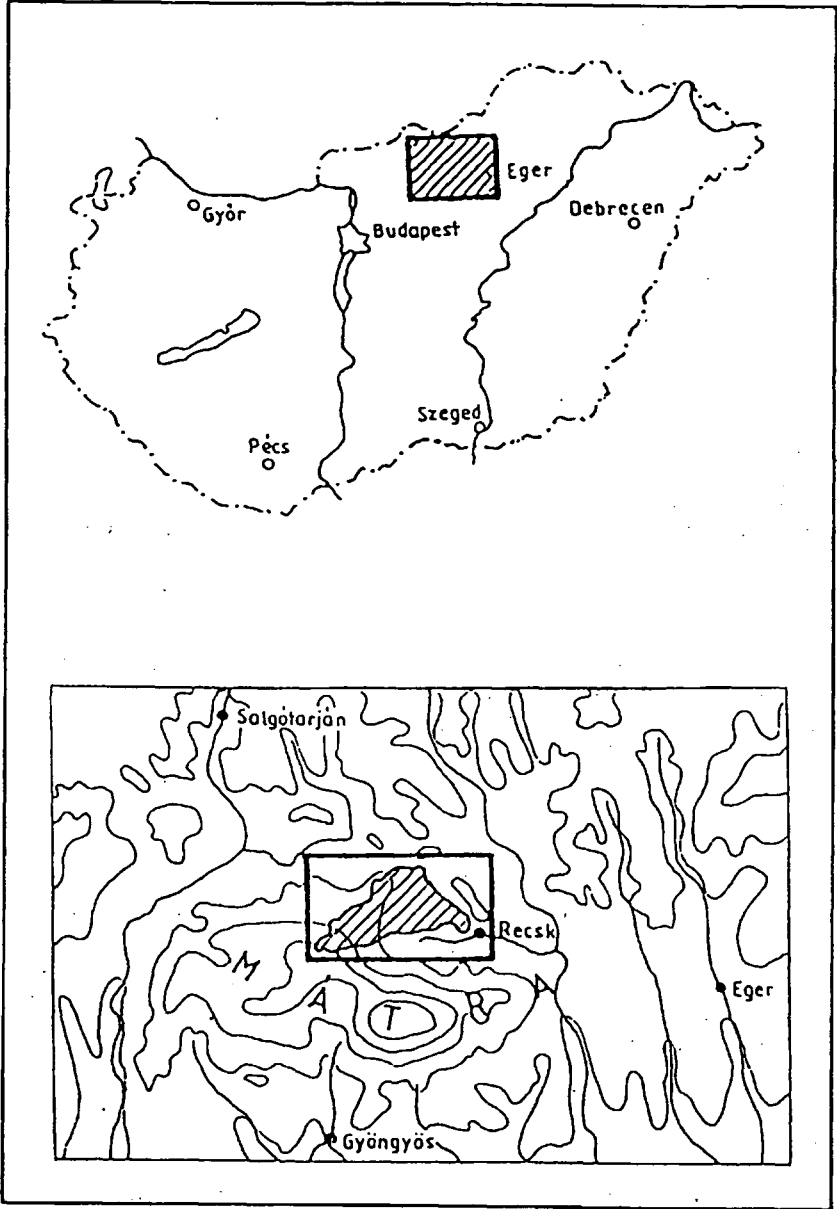 Eger
Debrecen
Győr
Budapest
Szeged
Pécs
Salgótarján
Recsk
M Á T R A
Eger
Gyöngyös